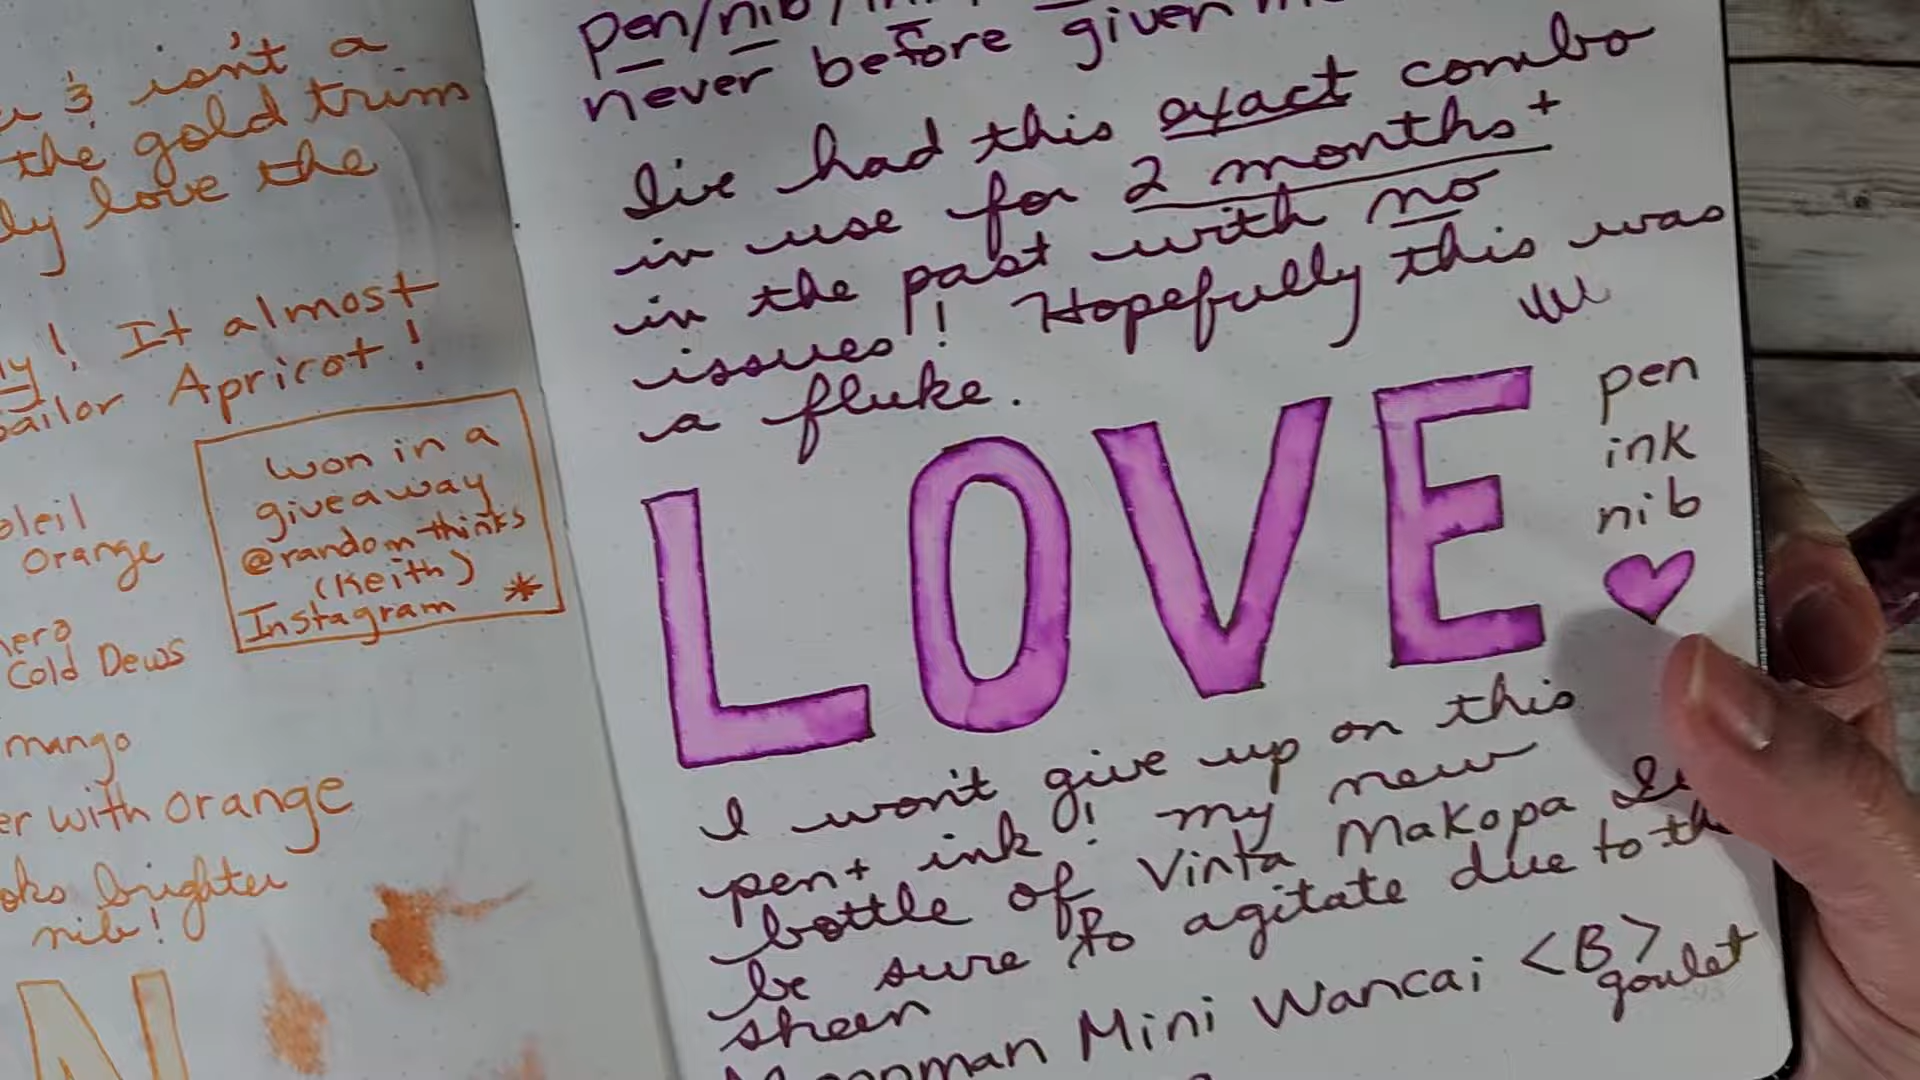 3 isn't a
the gold trim
love the
! It almost
Sailor Apricot!
won in a
giveaway
@random-thinks
(Keith)
Instagram *
Orange
Cold Dews
mango
with orange
brighter
nib!
N
pen/nib/
never before given
I've had this exact combo
in use for 2 months+
in the past with no
issues! Hopefully this was
a fluke.
LOVE
pen
ink
nib
I won't give up on this
pen + ink! My new
bottle of Vinta Makopa
be sure to agitate due to
sheen
Mini Wancai <B>
goulet